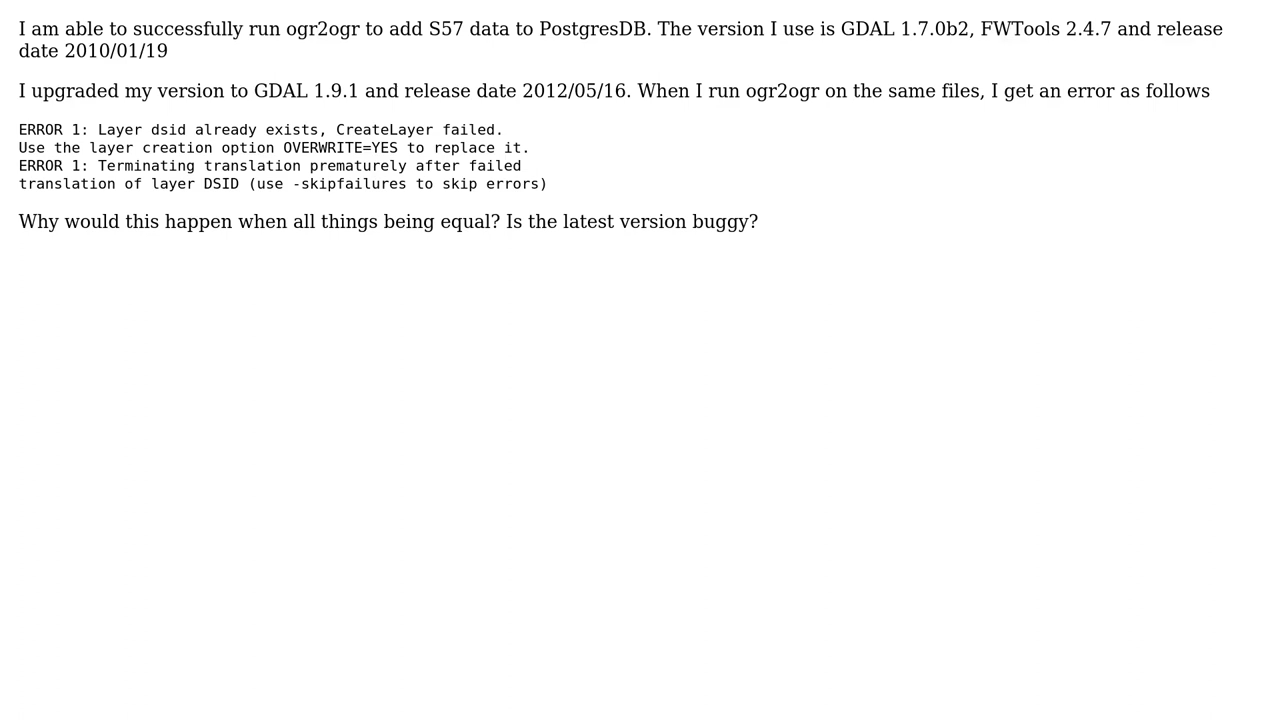 I am able to successfully run ogr2ogr to add S57 data to PostgresDB. The version I use is GDAL 1.7.0b2, FWTools 2.4.7 and release
date 2010/01/19
I upgraded my version to GDAL 1.9.1 and release date 2012/05/16. When I run ogr2ogr on the same files, I get an error as follows
ERROR 1: Layer dsid already exists, CreateLayer failed.
Use the layer creation option OVERWRITE=YES to replace it.
ERROR 1: Terminating translation prematurely after failed
translation of layer DSID (use -skipfailures to skip errors)
Why would this happen when all things being equal? Is the latest version buggy?